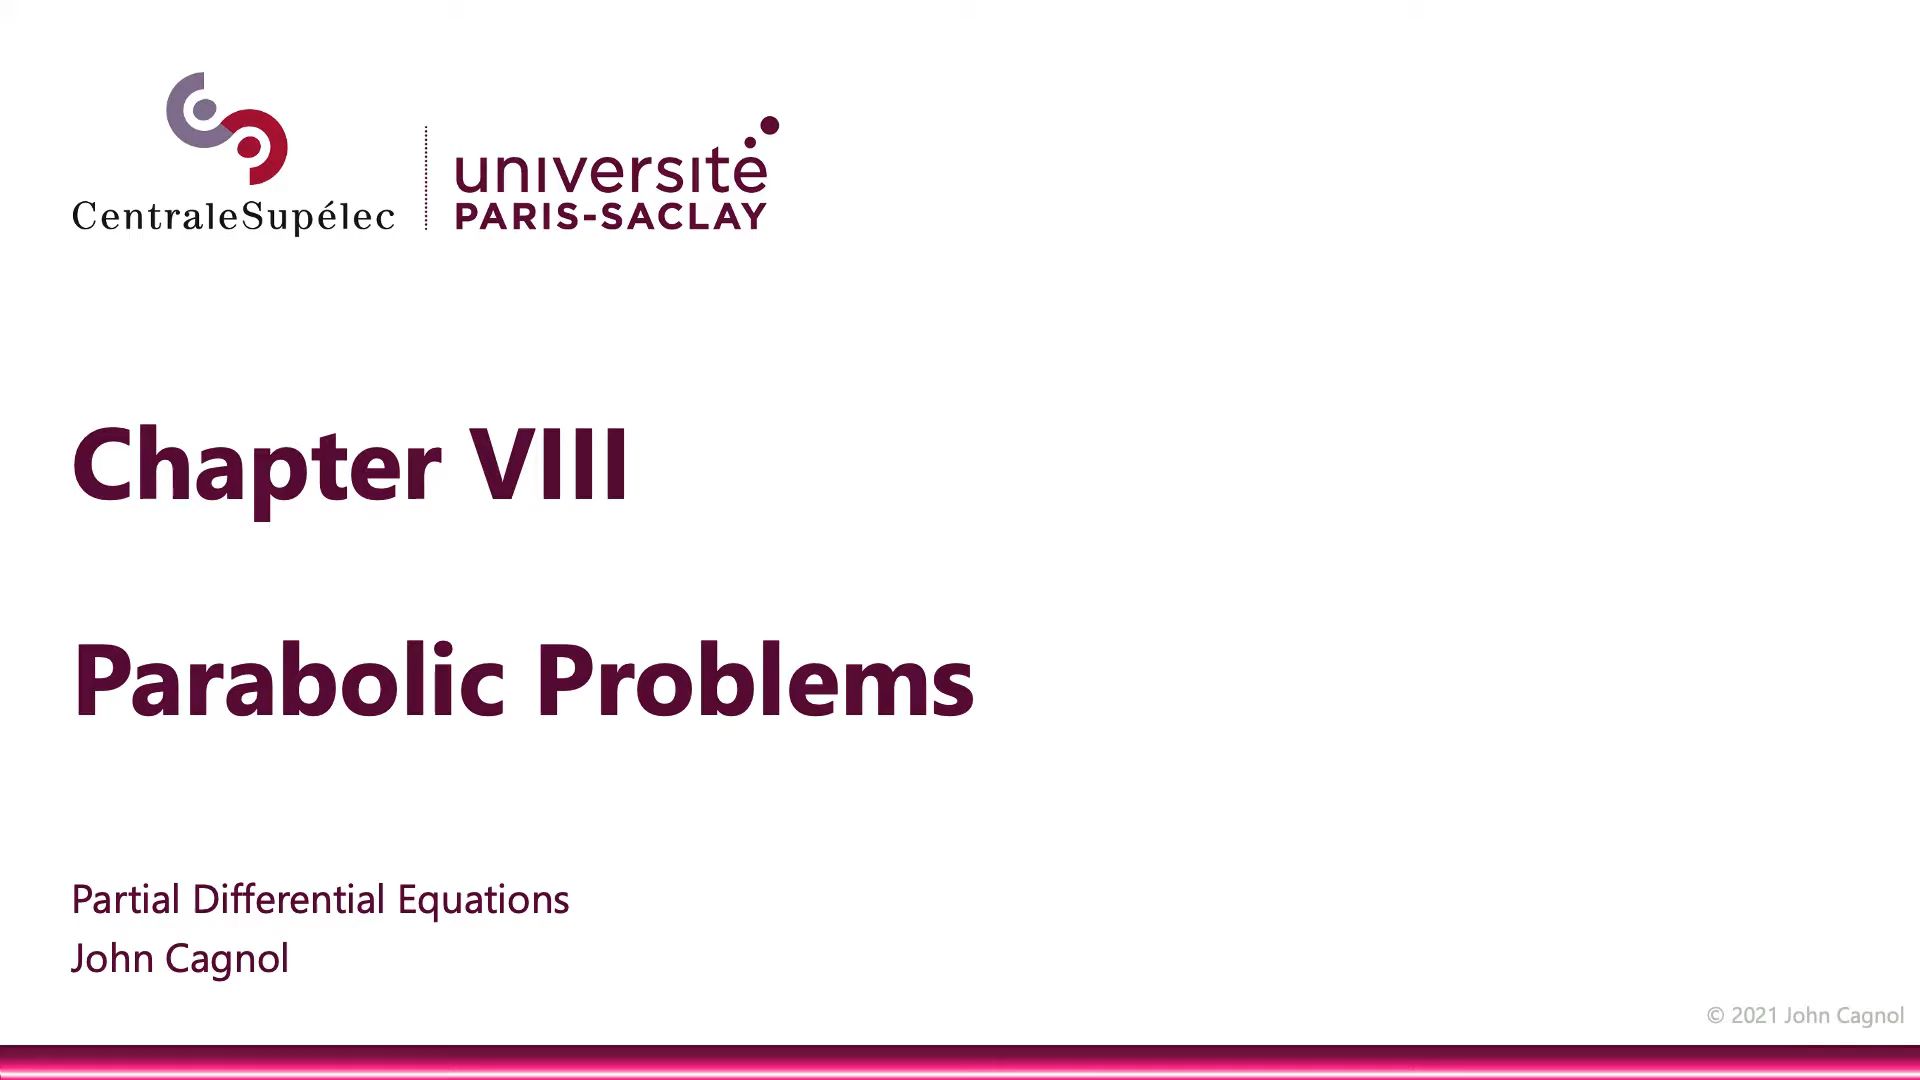 CentraleSupélec
université
PARIS-SACLAY
Chapter VIII
Parabolic Problems
Partial Differential Equations
John Cagnol
© 2021 John Cagnol